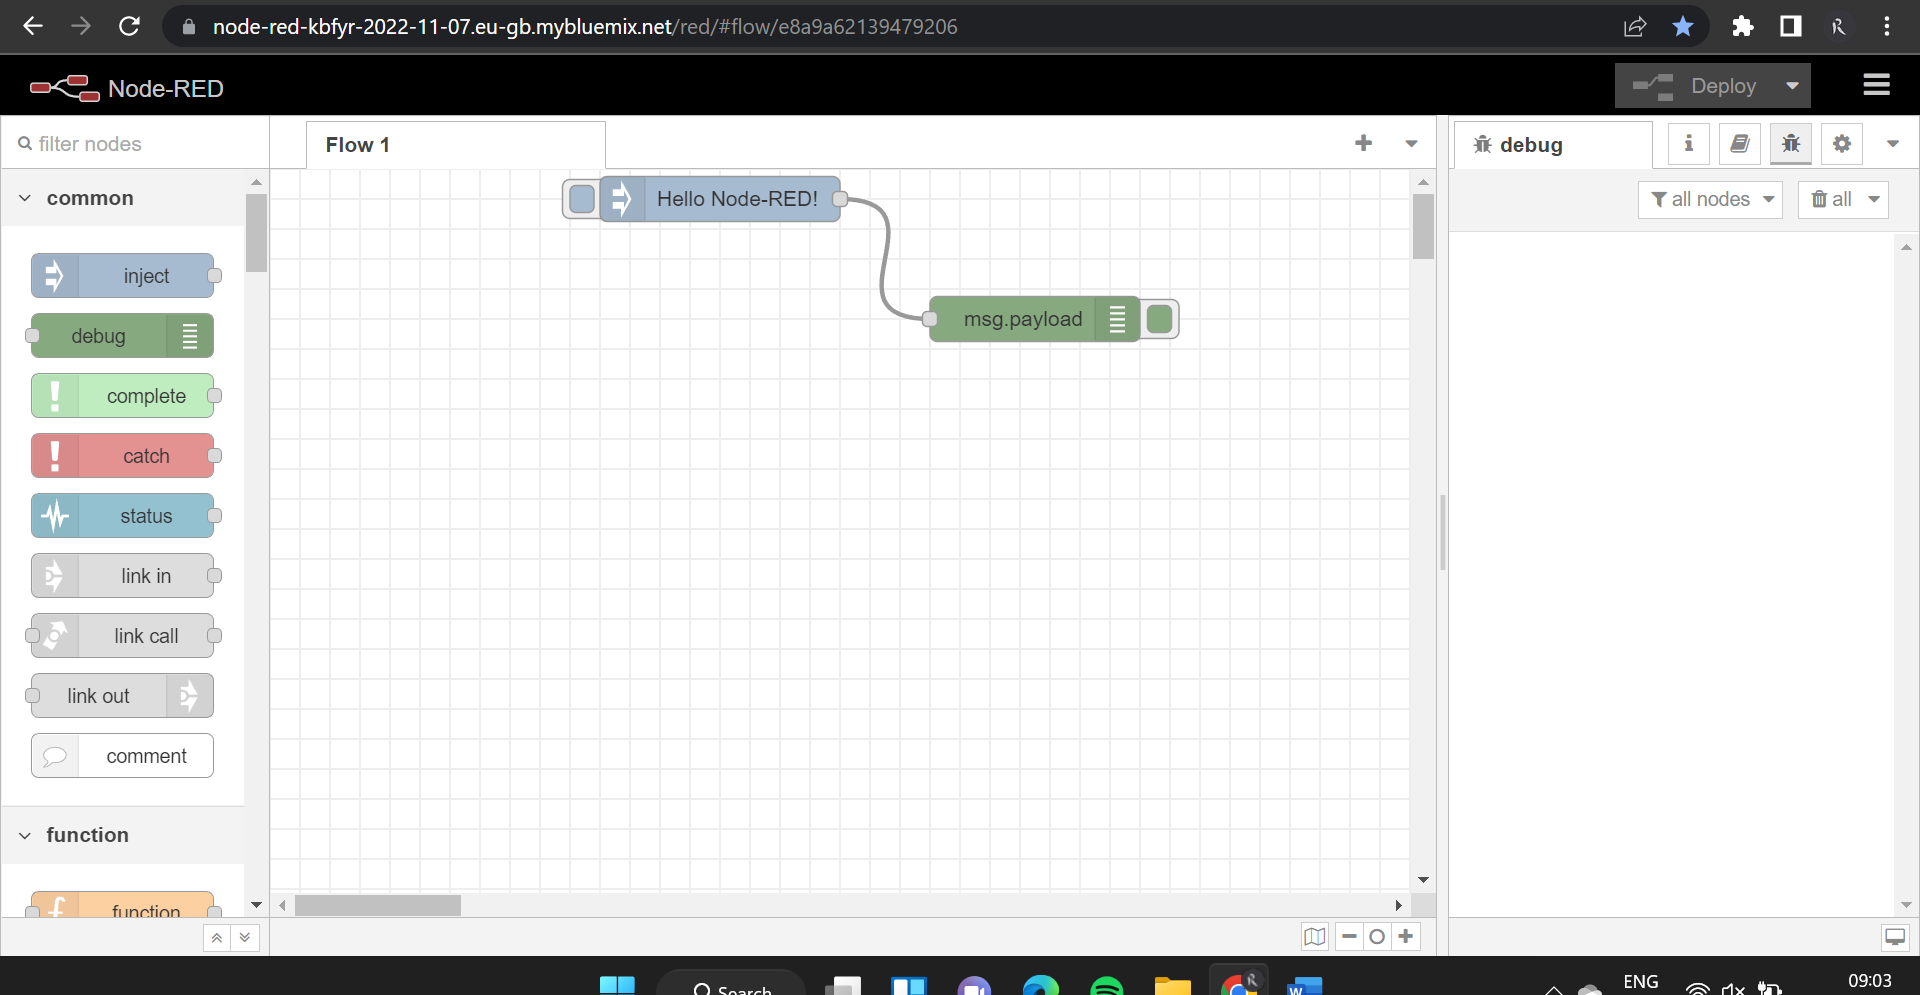 node-red-kbfyr-2022-11-07.eu-gb.mybluemix.net/red/#flow/e8a9a62139479206
Node-RED
Deploy
filter nodes
Flow 1
debug
common
all nodes
all
Hello Node-RED!
msg.payload
inject
debug
complete
catch
status
link in
link call
link out
comment
function
function
Search
ENG
09:03